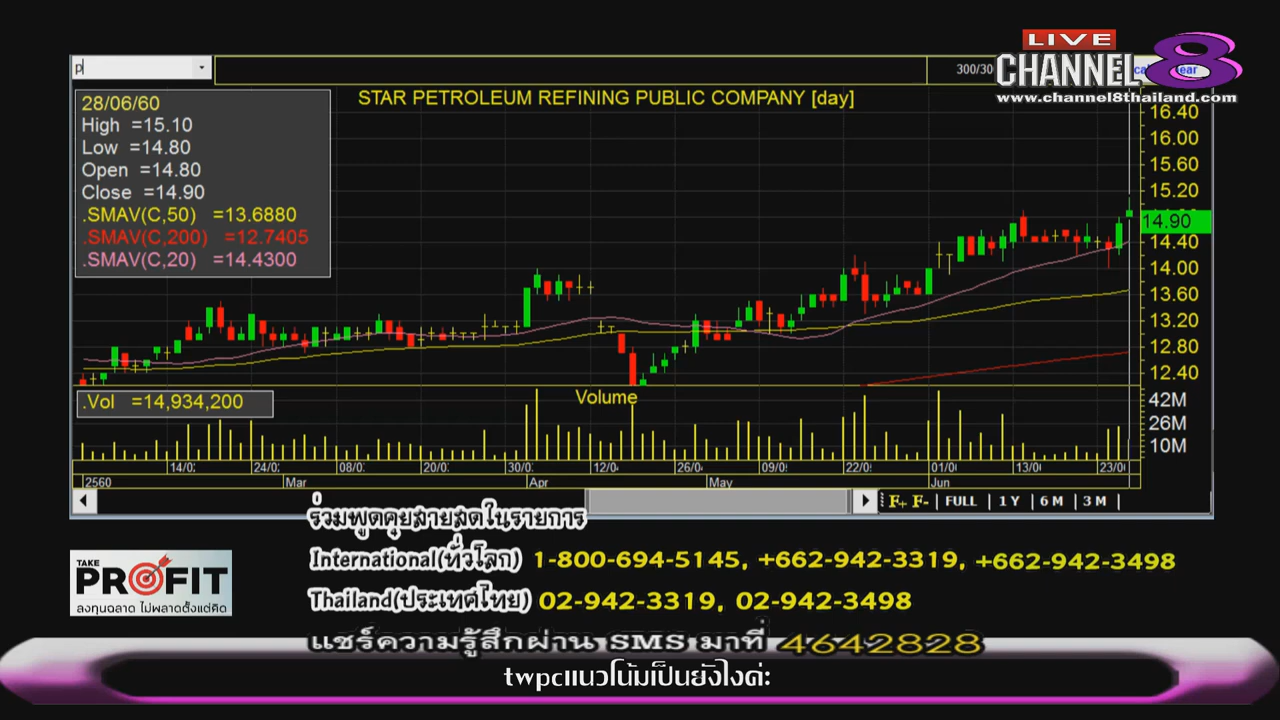 LIVE
CHANNEL 8
www.channel8thailand.com
p
300/30
STAR PETROLEUM REFINING PUBLIC COMPANY [day]
28/06/60
High =15.10
Low =14.80
Open =14.80
Close =14.90
.SMAV(C,50) =13.6880
.SMAV(C,200) =12.7405
.SMAV(C,20) =14.4300
16.40
16.00
15.60
15.20
14.90
14.40
14.00
13.60
13.20
12.80
12.40
.Vol =14,934,200
Volume
42M
26M
10M
14/0 24/0 08/0 20/0 30/0 12/0 26/0 09/0 22/0 01/0 13/0 23/0
2560 Mar Apr May Jun
F+ F- | FULL | 1 Y | 6 M | 3 M |
ร่วมพูดคุยสายสดในรายการ
International(ทั่วโลก) 1-800-694-5145, +662-942-3319, +662-942-3498
Thailand(ประเทศไทย) 02-942-3319, 02-942-3498
แชร์ความรู้สึกผ่าน SMS มาที่ 4642828
TAKE
PROFIT
ลงทุนฉลาด ไม่พลาดตั้งแต่คิด
twpcแนวโน้มเป็นยังไงค่ะ